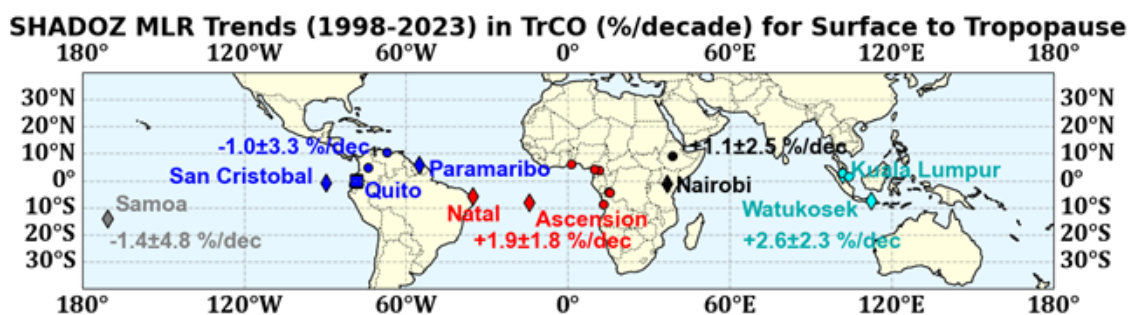 SHADOZ MLR Trends (1998-2023) in TrCO (%/decade) for Surface to Tropopause
180° 120°W 60°W 0° 60°E 120°E 180°
30°N 30°N
20°N 20°N
-1.0±3.3 %/dec +1.1±2.5 %/dec
10°N 10°N
San Cristobal Paramaribo Kuala Lumpur
0° Quito Nairobi 0°
Samoa Natal Ascension Watukosek
10°S 10°S
-1.4±4.8 %/dec +1.9±1.8 %/dec +2.6±2.3 %/dec
20°S 20°S
30°S 30°S
180° 120°W 60°W 0° 60°E 120°E 180°